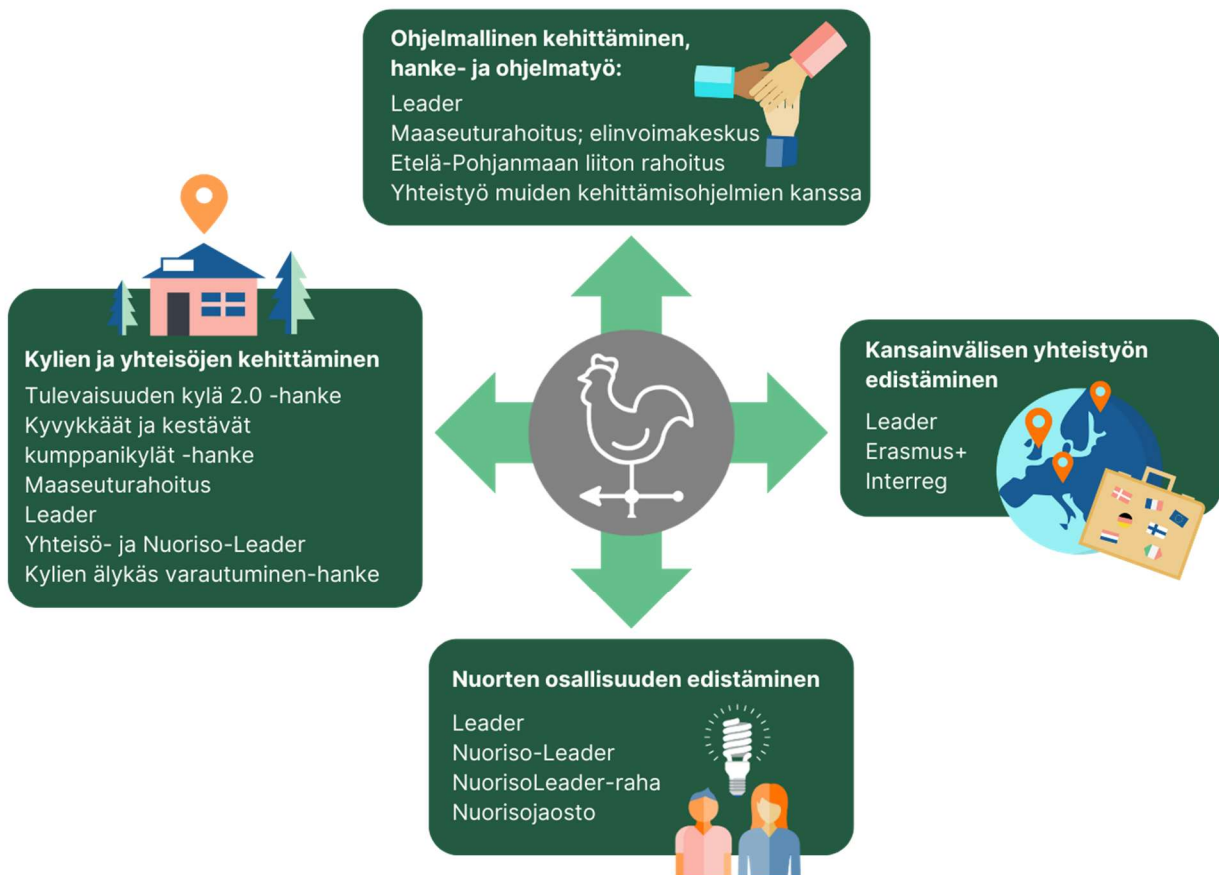 Ohjelmallinen kehittäminen,
hanke- ja ohjelmatyö:
Leader
Maaseuturahoitus; elinvoimakeskus
Etelä-Pohjanmaan liiton rahoitus
Yhteistyö muiden kehittämisohjelmien kanssa
Kylien ja yhteisöjen kehittäminen
Tulevaisuuden kylä 2.0 -hanke
Kyvykkäät ja kestävät
kumppanikylät -hanke
Maaseuturahoitus
Leader
Yhteisö- ja Nuoriso-Leader
Kylien älykäs varautuminen-hanke
Kansainvälisen yhteistyön
edistäminen
Leader
Erasmus+
Interreg
Nuorten osallisuuden edistäminen
Leader
Nuoriso-Leader
NuorisoLeader-raha
Nuorisojaosto